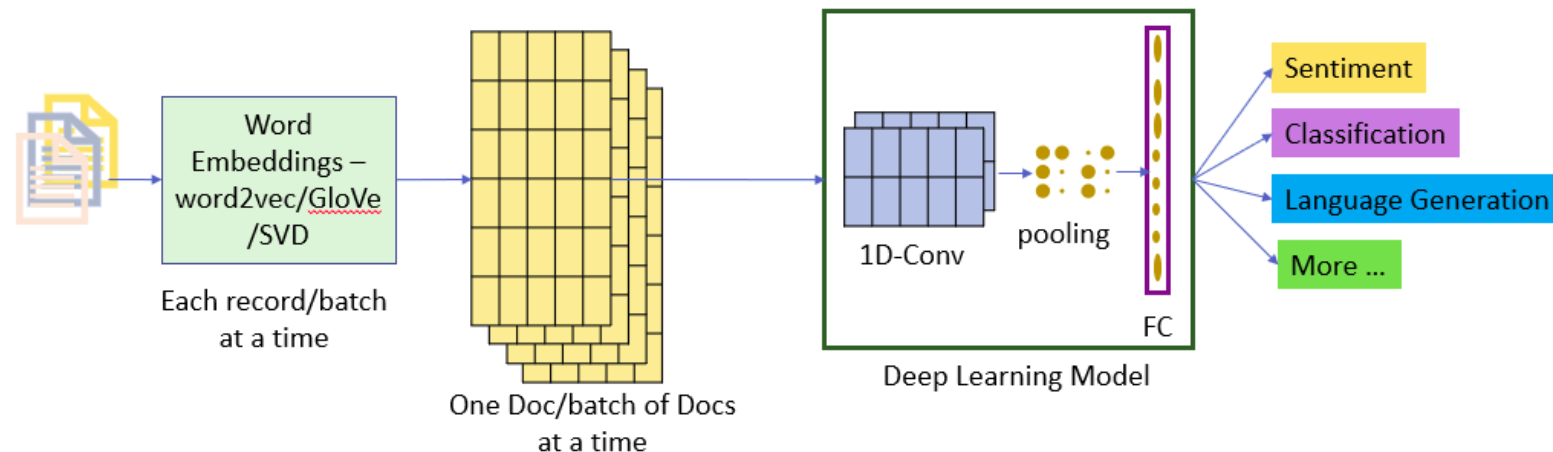 Word
Embeddings –
word2vec/GloVe
/SVD
Each record/batch
at a time
One Doc/batch of Docs
at a time
1D-Conv
pooling
FC
Deep Learning Model
Sentiment
Classification
Language Generation
More ...